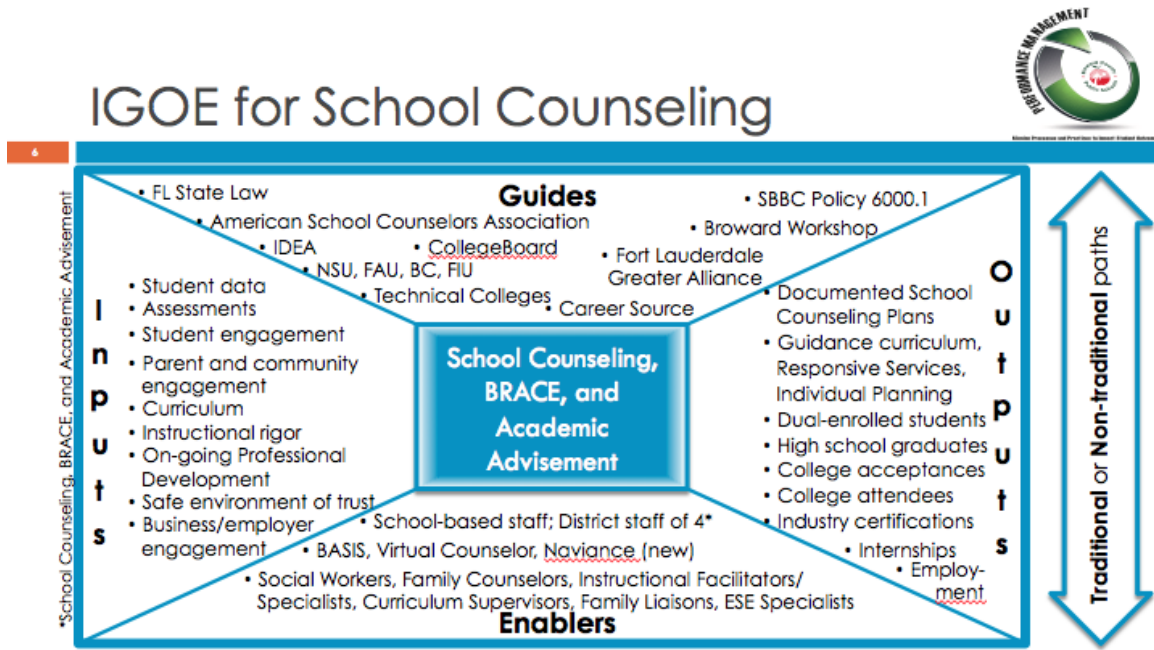 PERFORMANCE MANAGEMENT
IGOE for School Counseling
6
*School Counseling, BRACE, and Academic Advisement
Guides
• FL State Law
• American School Counselors Association
• IDEA
• CollegeBoard
• NSU, FAU, BC, FIU
• Technical Colleges
• Career Source
• SBBC Policy 6000.1
• Broward Workshop
• Fort Lauderdale
Greater Alliance
Inputs
• Student data
• Assessments
• Student engagement
• Parent and community
engagement
• Curriculum
• Instructional rigor
• On-going Professional
Development
• Safe environment of trust
• Business/employer
engagement
School Counseling,
BRACE, and
Academic
Advisement
Outputs
• Documented School
Counseling Plans
• Guidance curriculum,
Responsive Services,
Individual Planning
• Dual-enrolled students
• High school graduates
• College acceptances
• College attendees
• Industry certifications
• Internships
• Employ-
ment
• School-based staff; District staff of 4*
• BASIS, Virtual Counselor, Naviance (new)
• Social Workers, Family Counselors, Instructional Facilitators/
Specialists, Curriculum Supervisors, Family Liaisons, ESE Specialists
Enablers
Traditional or Non-traditional paths